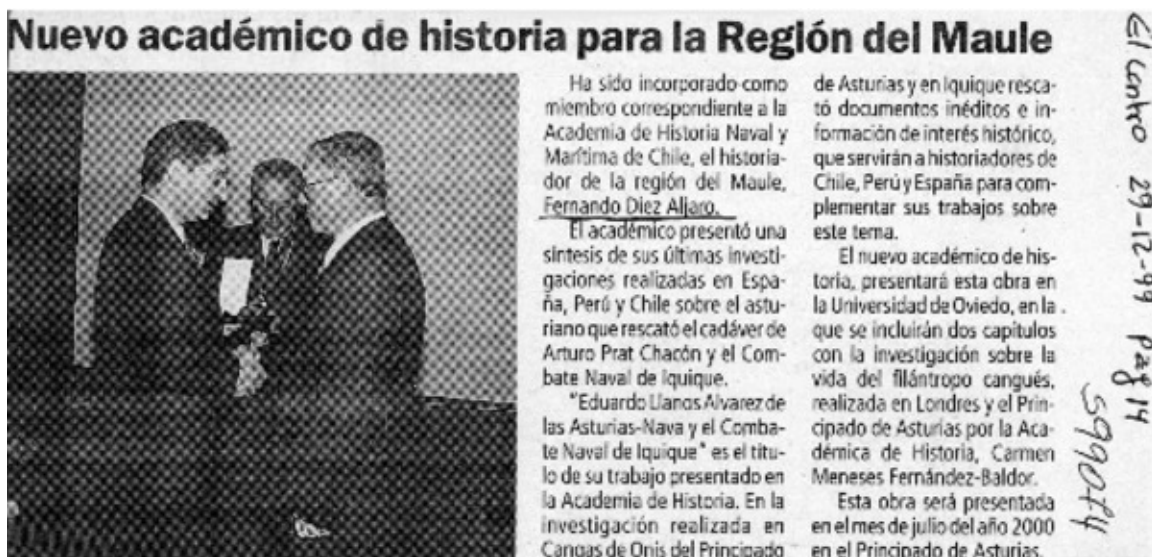 Nuevo académico de historia para la Región del Maule
Ha sido incorporado como
miembro correspondiente a la
Academia de Historia Naval y
Marítima de Chile, el historia-
dor de la región del Maule,
Fernando Diez Aljaro.
El académico presentó una
síntesis de sus últimas investi-
gaciones realizadas en Espa-
ña, Perú y Chile sobre el astu-
riano que rescató el cadáver de
Arturo Prat Chacón y el Com-
bate Naval de Iquique.
"Eduardo Llanos Alvarez de
las Asturias-Nava y el Comba-
te Naval de Iquique" es el títu-
lo de su trabajo presentado en
la Academia de Historia. En la
investigación realizada en
Cangas de Onis del Principado
de Asturias y en Iquique resca-
tó documentos inéditos e in-
formación de interés histórico,
que servirán a historiadores de
Chile, Perú y España para com-
plementar sus trabajos sobre
este tema.
El nuevo académico de his-
toria, presentará esta obra en
la Universidad de Oviedo, en la
que se incluirán dos capítulos
con la investigación sobre la
vida del filántropo cangués,
realizada en Londres y el Prin-
cipado de Asturias por la Aca-
démica de Historia, Carmen
Meneses Fernández-Baldor.
Esta obra será presentada
en el mes de julio del año 2000
en el Principado de Asturias.
El Centro 29-12-99 pag 14
599074